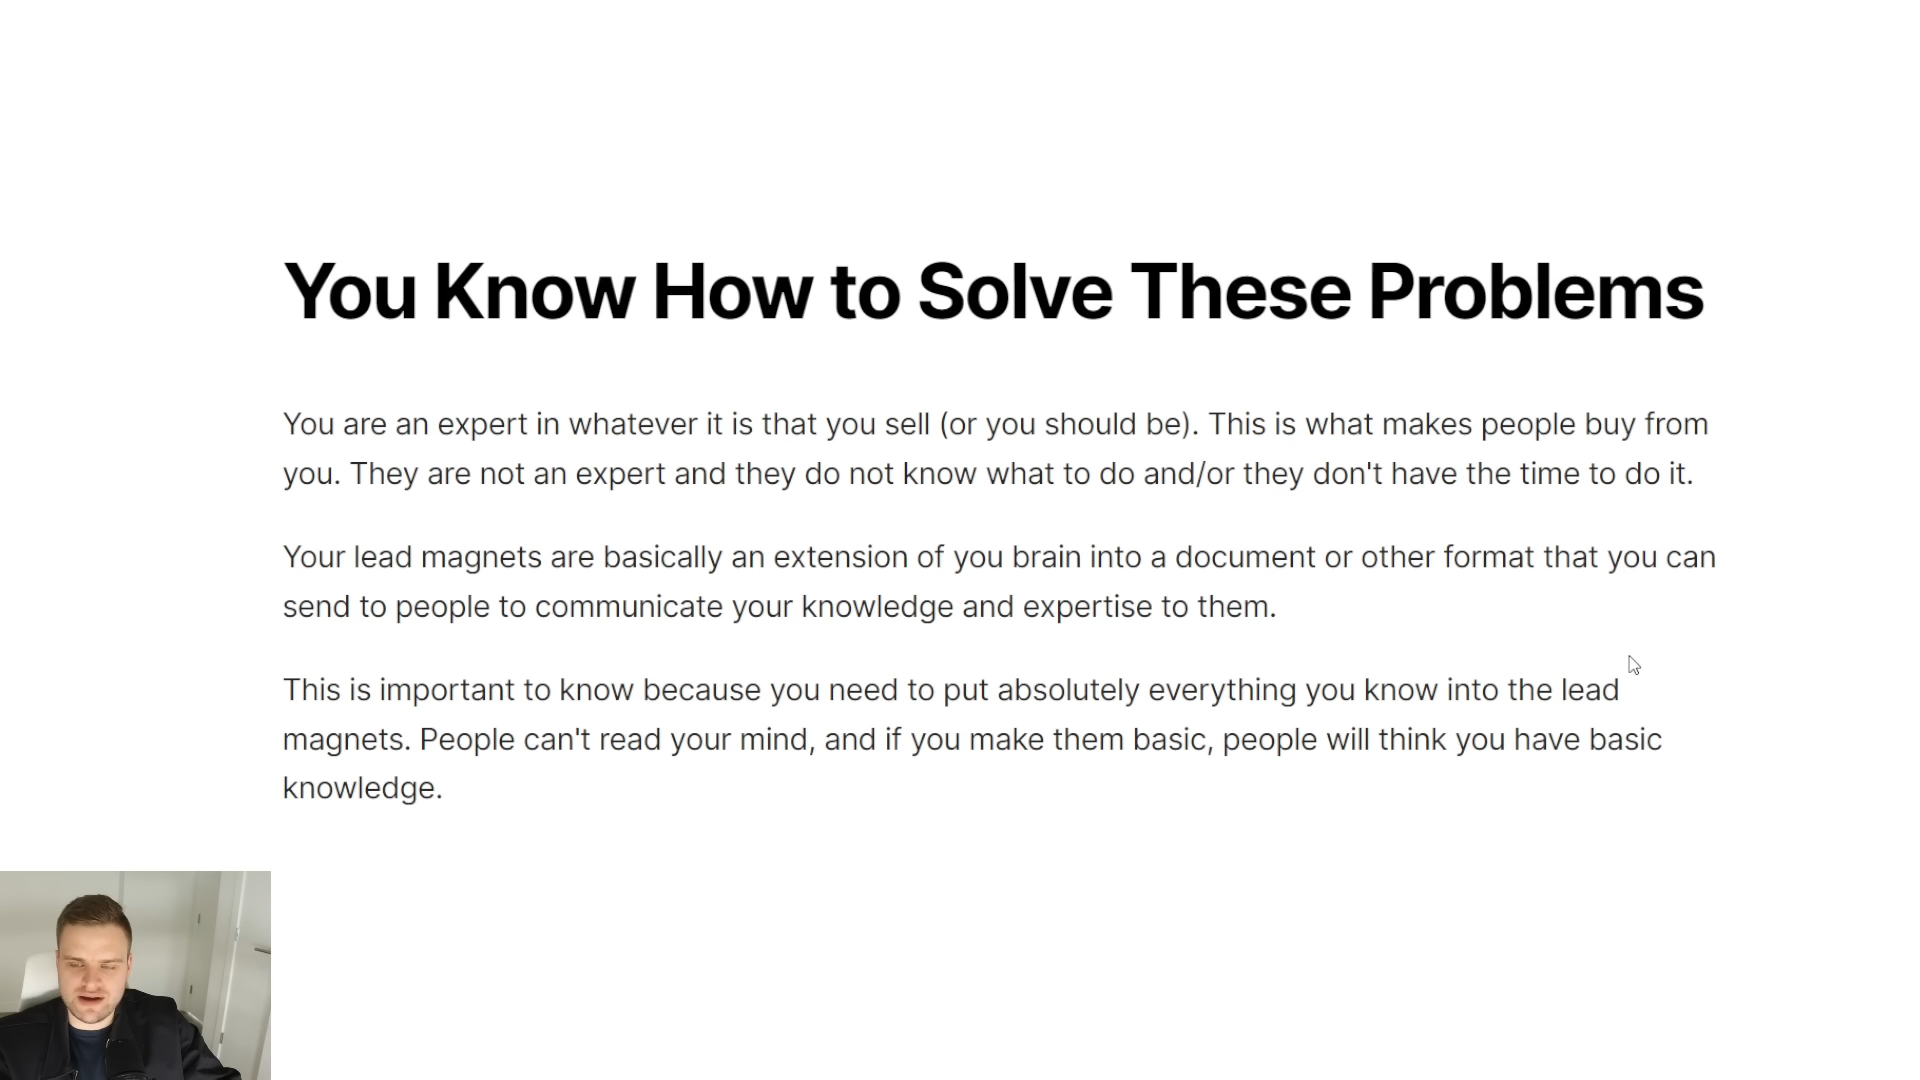 You Know How to Solve These Problems
You are an expert in whatever it is that you sell (or you should be). This is what makes people buy from
you. They are not an expert and they do not know what to do and/or they don't have the time to do it.
Your lead magnets are basically an extension of you brain into a document or other format that you can
send to people to communicate your knowledge and expertise to them.
This is important to know because you need to put absolutely everything you know into the lead
magnets. People can't read your mind, and if you make them basic, people will think you have basic
knowledge.